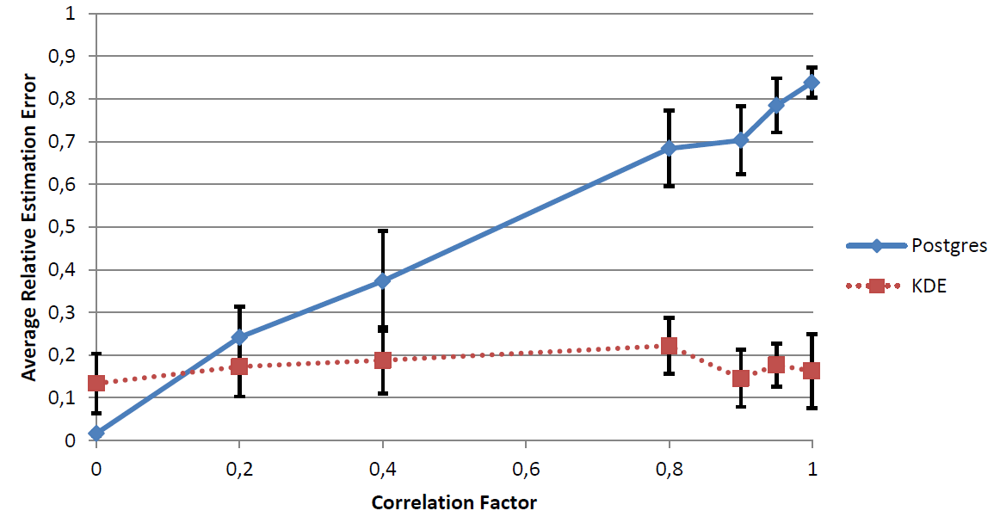 1
0,9
0,8
0,7
0,6
0,5
0,4
0,3
0,2
0,1
0
Average Relative Estimation Error
0 0,2 0,4 0,6 0,8 1
Correlation Factor
Postgres
KDE